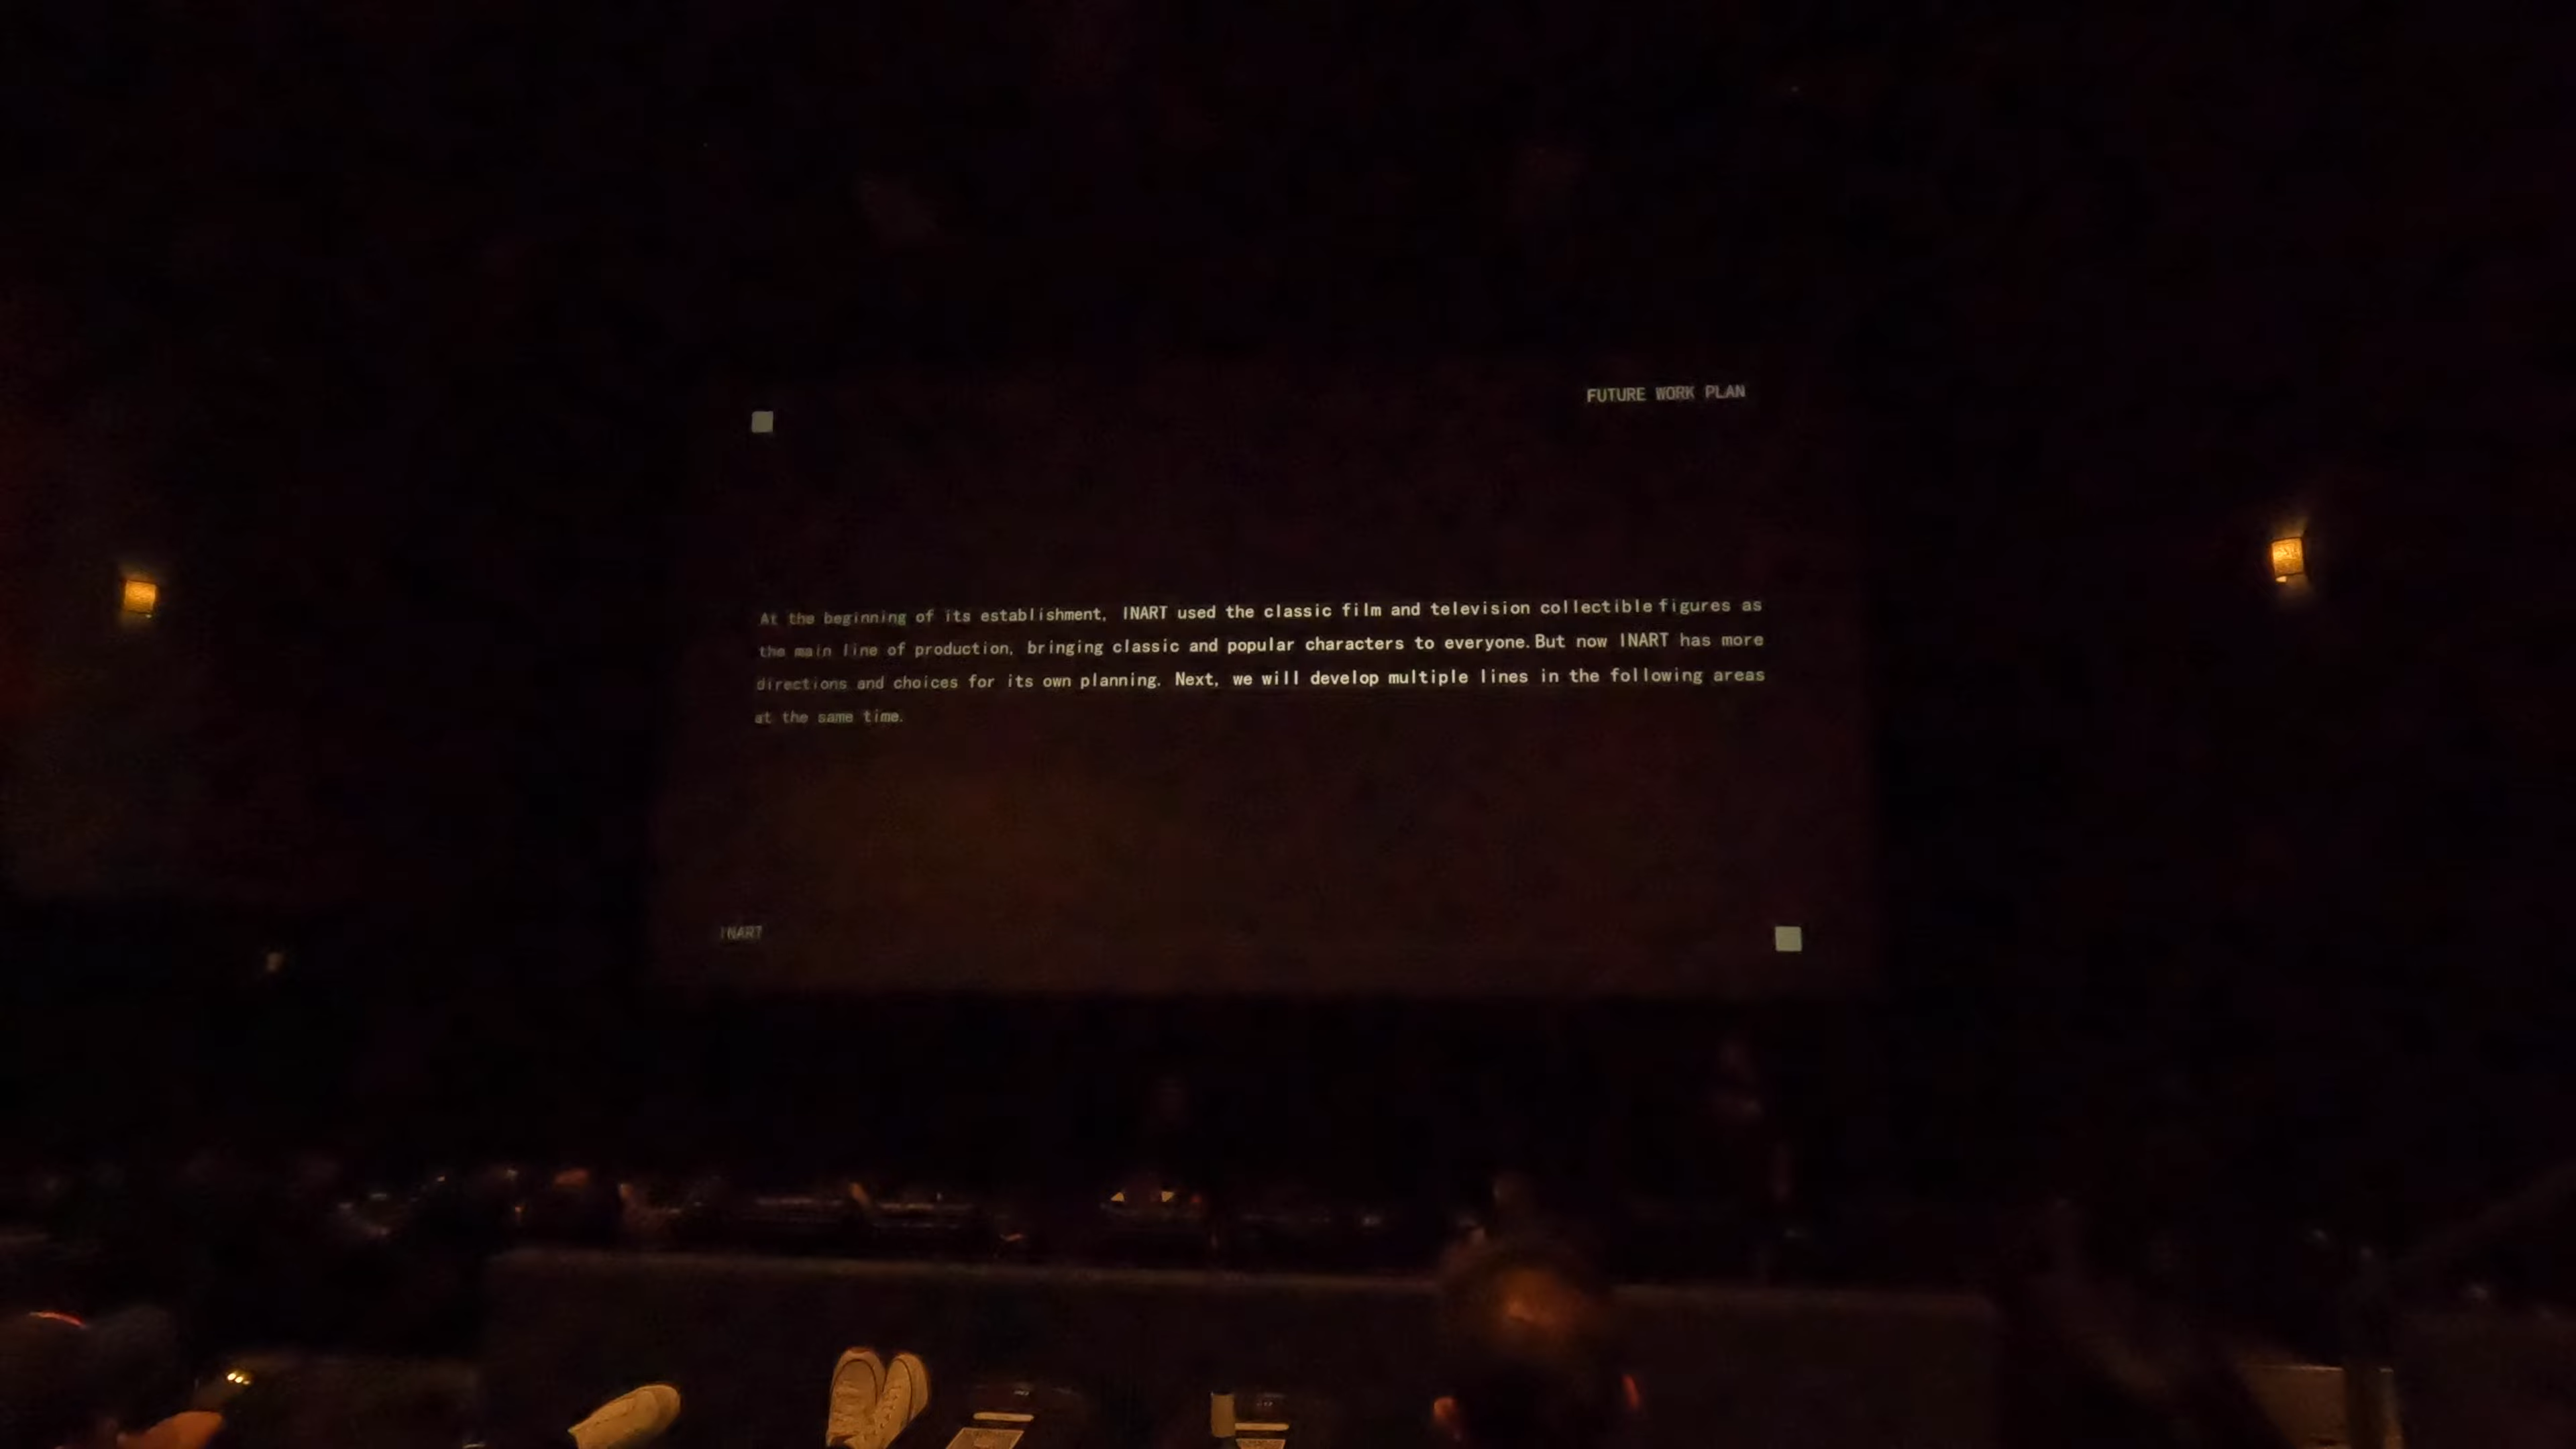 FUTURE WORK PLAN
At the beginning of its establishment, INART used the classic film and television collectible figures as
the main line of production, bringing classic and popular characters to everyone.But now INART has more
directions and choices for its own planning. Next, we will develop multiple lines in the following areas
at the same time.
INART